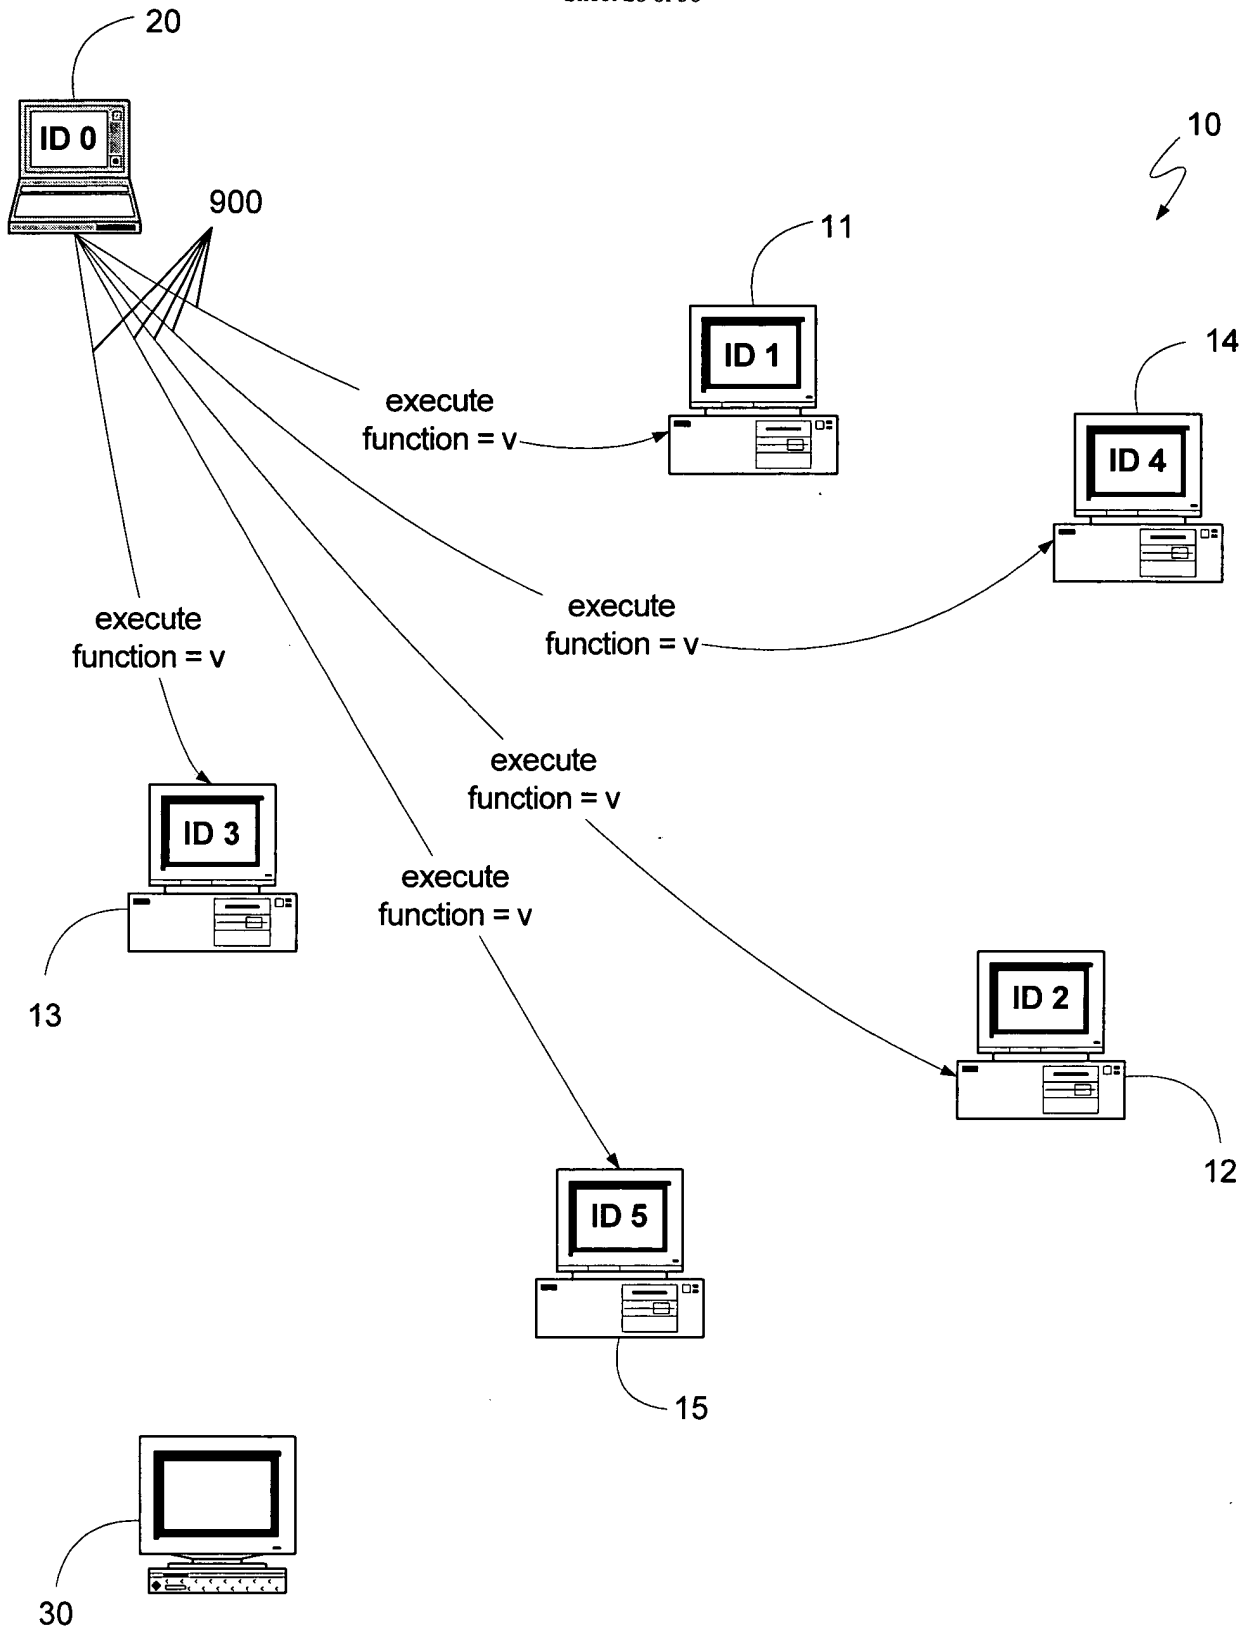 20
ID 0
10
900
11
ID 1
14
execute
function = v
ID 4
execute
function = v
execute
function = v
execute
function = v
ID 3
execute
function = v
13
ID 2
12
ID 5
15
30